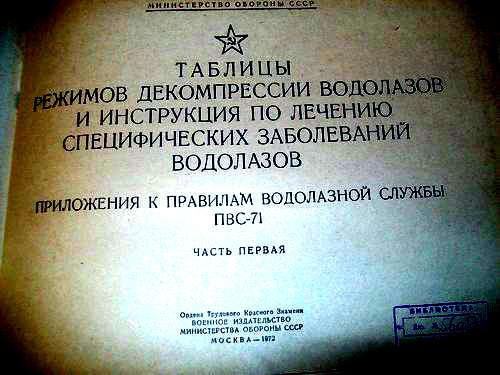 МИНИСТЕРСТВО ОБОРОНЫ СССР
ТАБЛИЦЫ
РЕЖИМОВ ДЕКОМПРЕССИИ ВОДОЛАЗОВ
И ИНСТРУКЦИЯ ПО ЛЕЧЕНИЮ
СПЕЦИФИЧЕСКИХ ЗАБОЛЕВАНИЙ
ВОДОЛАЗОВ
ПРИЛОЖЕНИЯ К ПРАВИЛАМ ВОДОЛАЗНОЙ СЛУЖБЫ
ПВС-71
ЧАСТЬ ПЕРВАЯ
Ордена Трудового Красного Знамени
ВОЕННОЕ ИЗДАТЕЛЬСТВО
МИНИСТЕРСТВА ОБОРОНЫ СССР
МОСКВА—1972
БИБЛИОТЕКА